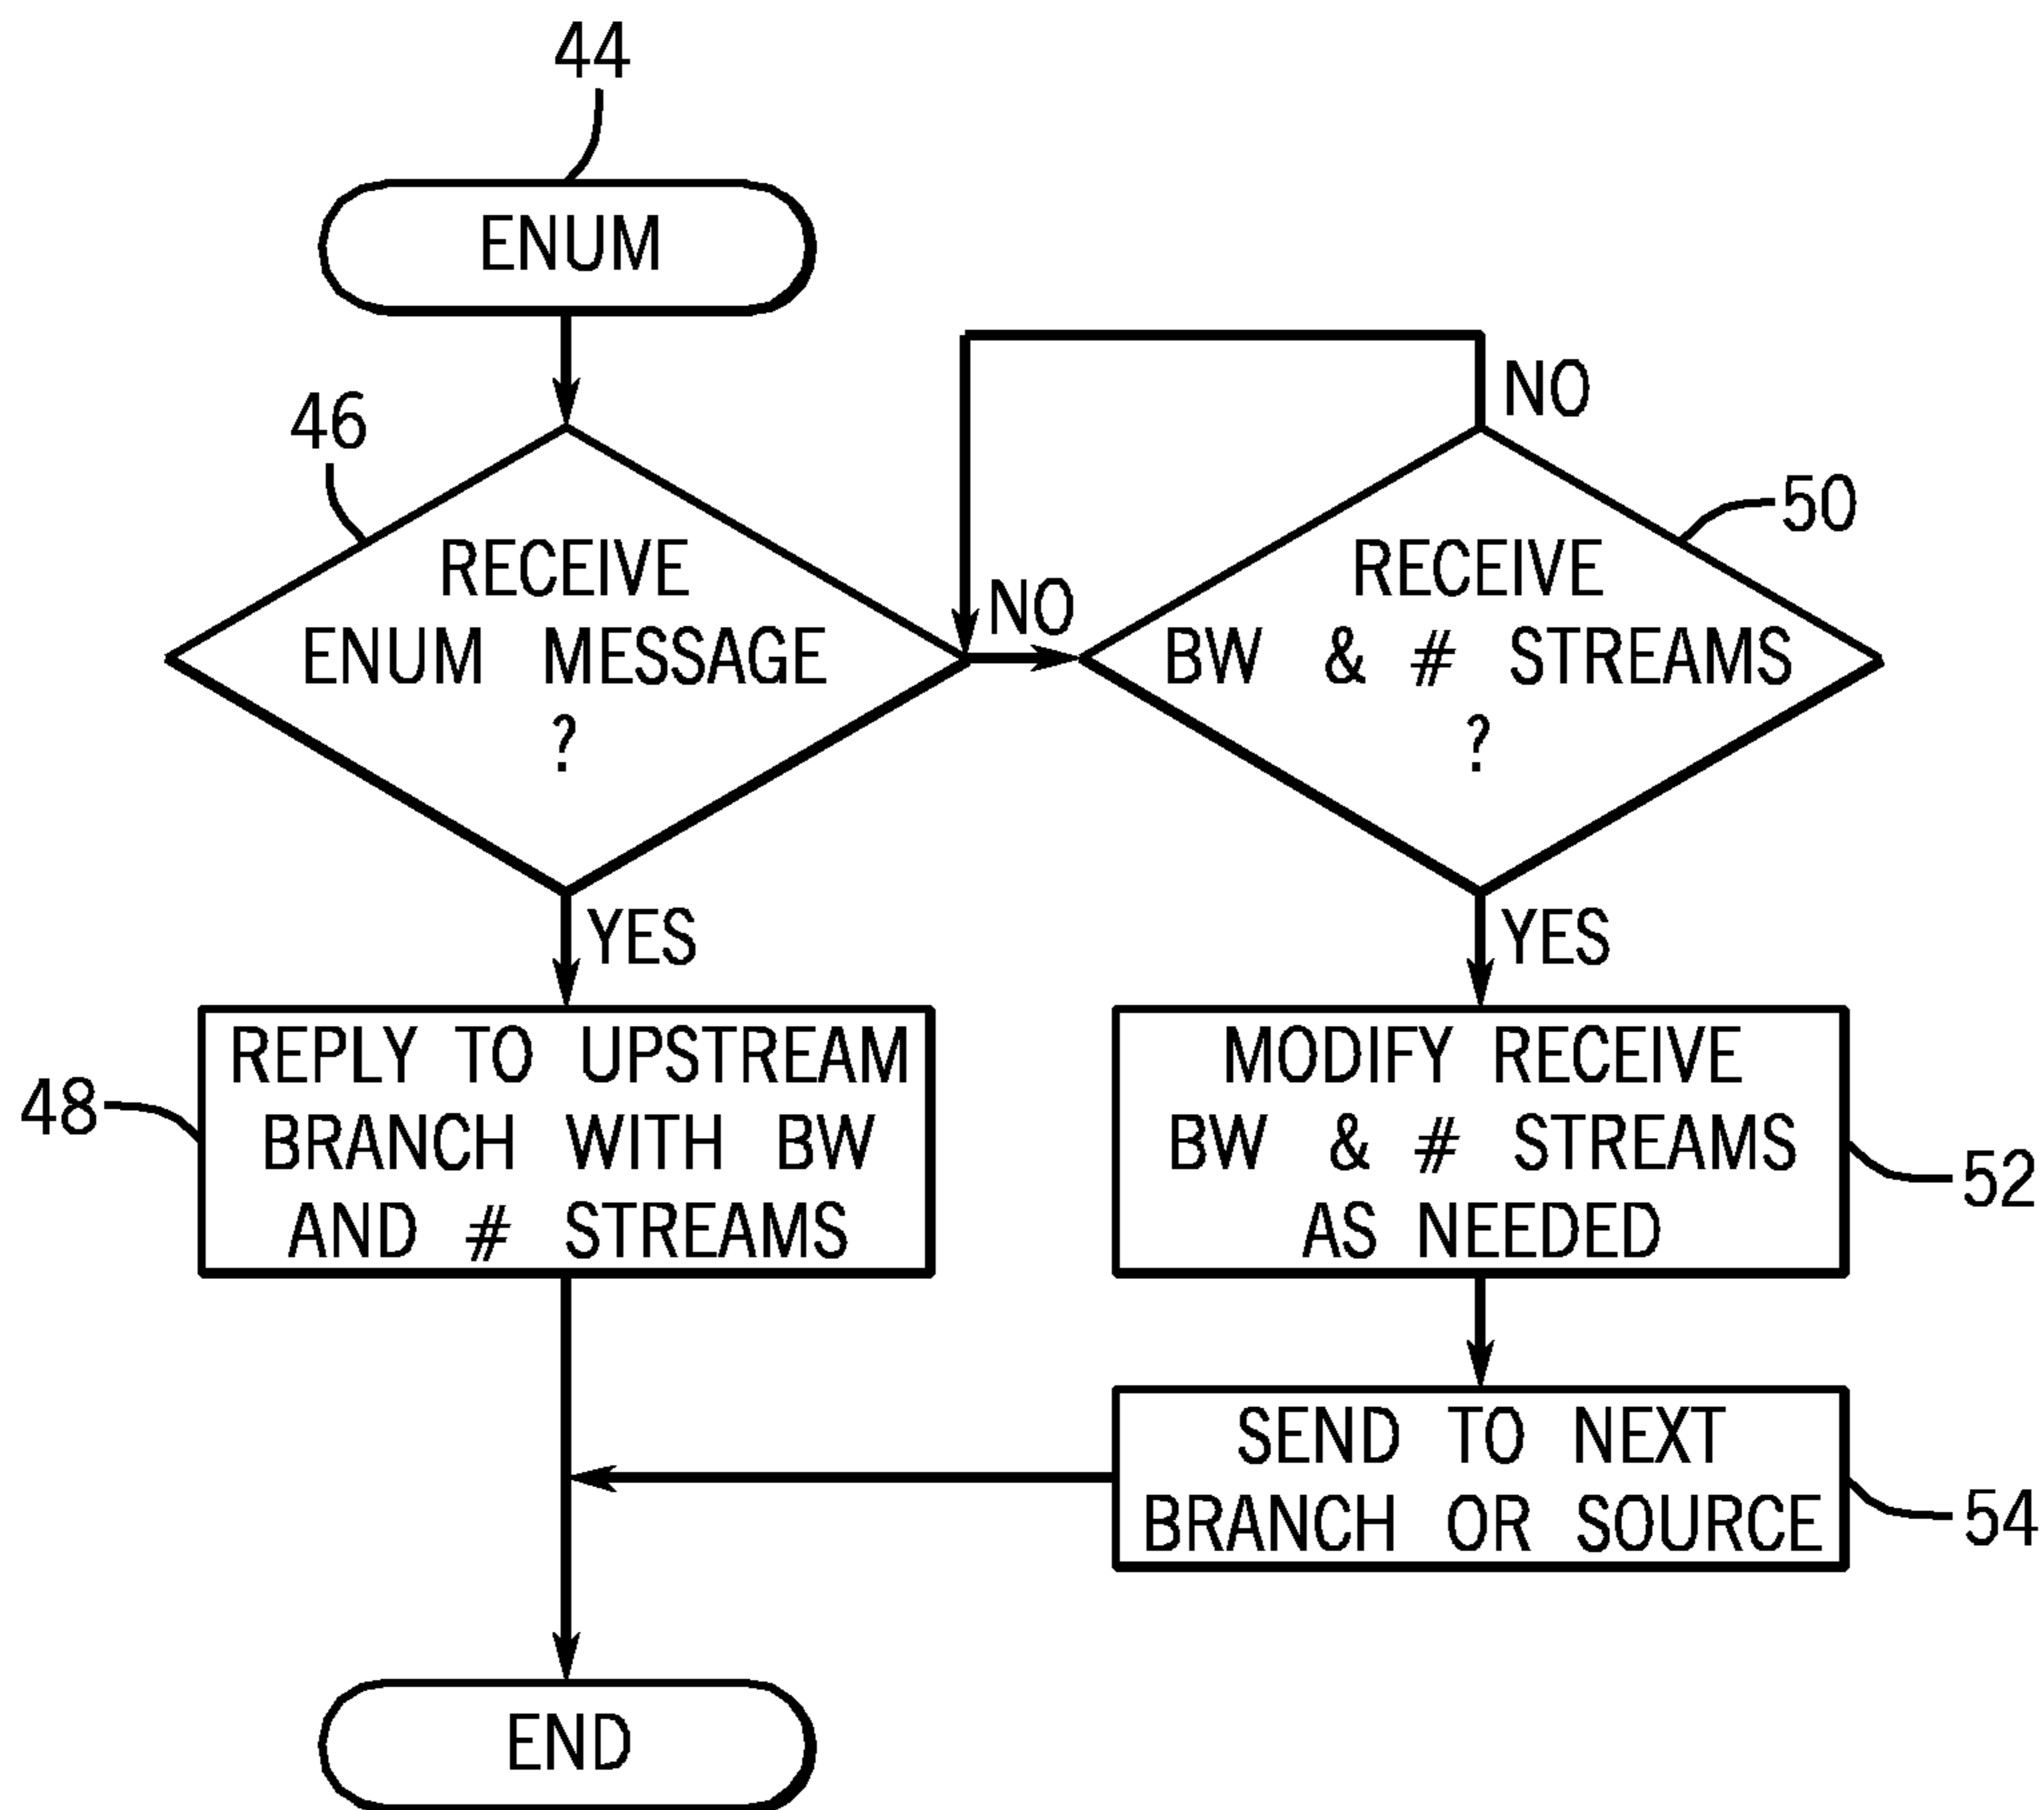 44
ENUM
46
RECEIVE
ENUM MESSAGE
?
NO
NO
50
RECEIVE
BW & # STREAMS
?
YES
YES
48
REPLY TO UPSTREAM
BRANCH WITH BW
AND # STREAMS
MODIFY RECEIVE
BW & # STREAMS
AS NEEDED
52
SEND TO NEXT
BRANCH OR SOURCE
54
END